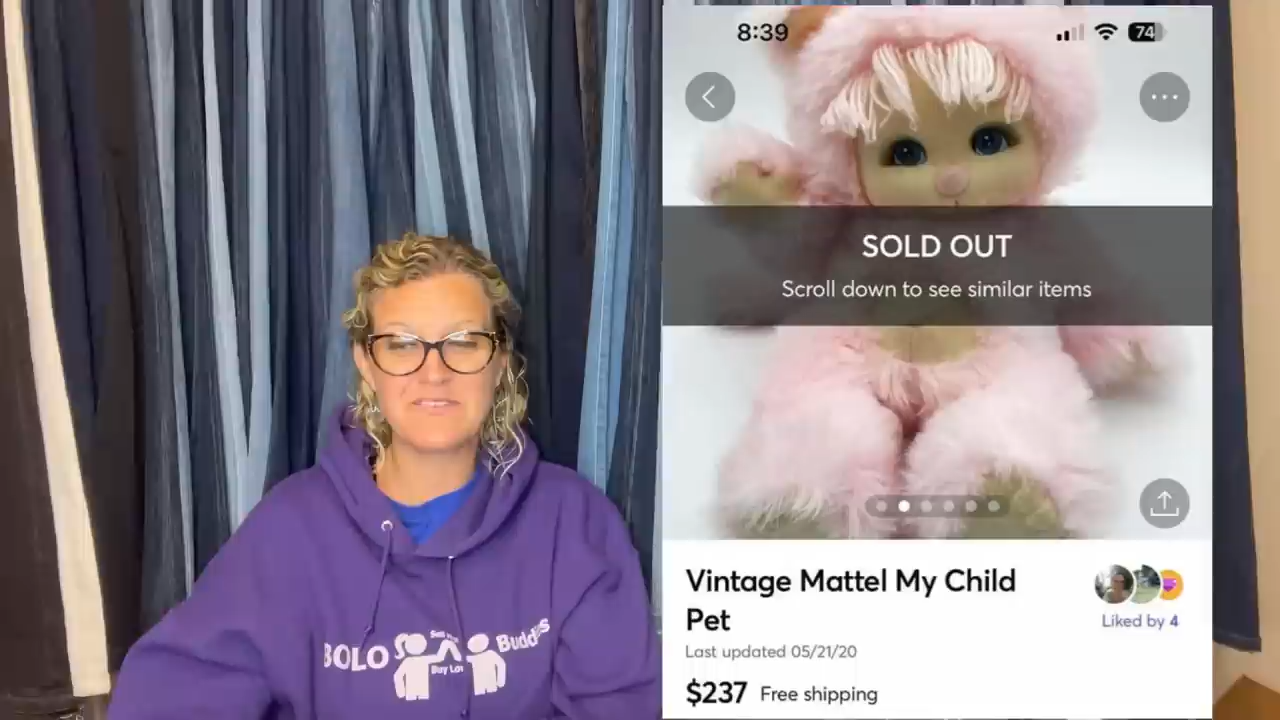 BOLO
Buddies
8:39
74
SOLD OUT
Scroll down to see similar items
Vintage Mattel My Child
Pet
Liked by 4
Last updated 05/21/20
$237 Free shipping